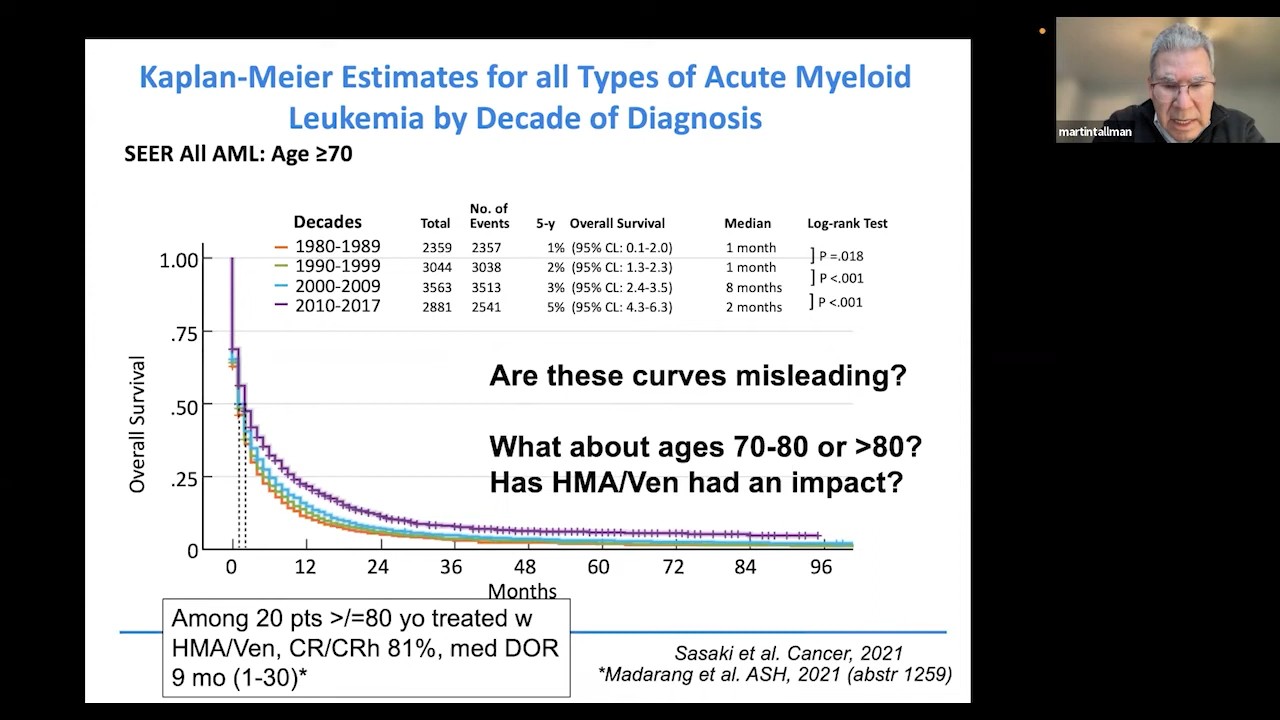 Kaplan-Meier Estimates for all Types of Acute Myeloid
Leukemia by Decade of Diagnosis
martintallman
SEER All AML: Age ≥70
Decades Total No. of Events 5-y Overall Survival Median Log-rank Test
1980-1989 2359 2357 1% (95% CL: 0.1-2.0) 1 month ] P =.018
1990-1999 3044 3038 2% (95% CL: 1.3-2.3) 1 month ] P <.001
2000-2009 3563 3513 3% (95% CL: 2.4-3.5) 8 months ] P <.001
2010-2017 2881 2541 5% (95% CL: 4.3-6.3) 2 months
Overall Survival
1.00
.75
.50
.25
0
Are these curves misleading?
What about ages 70-80 or >80?
Has HMA/Ven had an impact?
0 12 24 36 48 60 72 84 96
Months
Among 20 pts >/=80 yo treated w
HMA/Ven, CR/CRh 81%, med DOR
9 mo (1-30)*
Sasaki et al. Cancer, 2021
*Madarang et al. ASH, 2021 (abstr 1259)